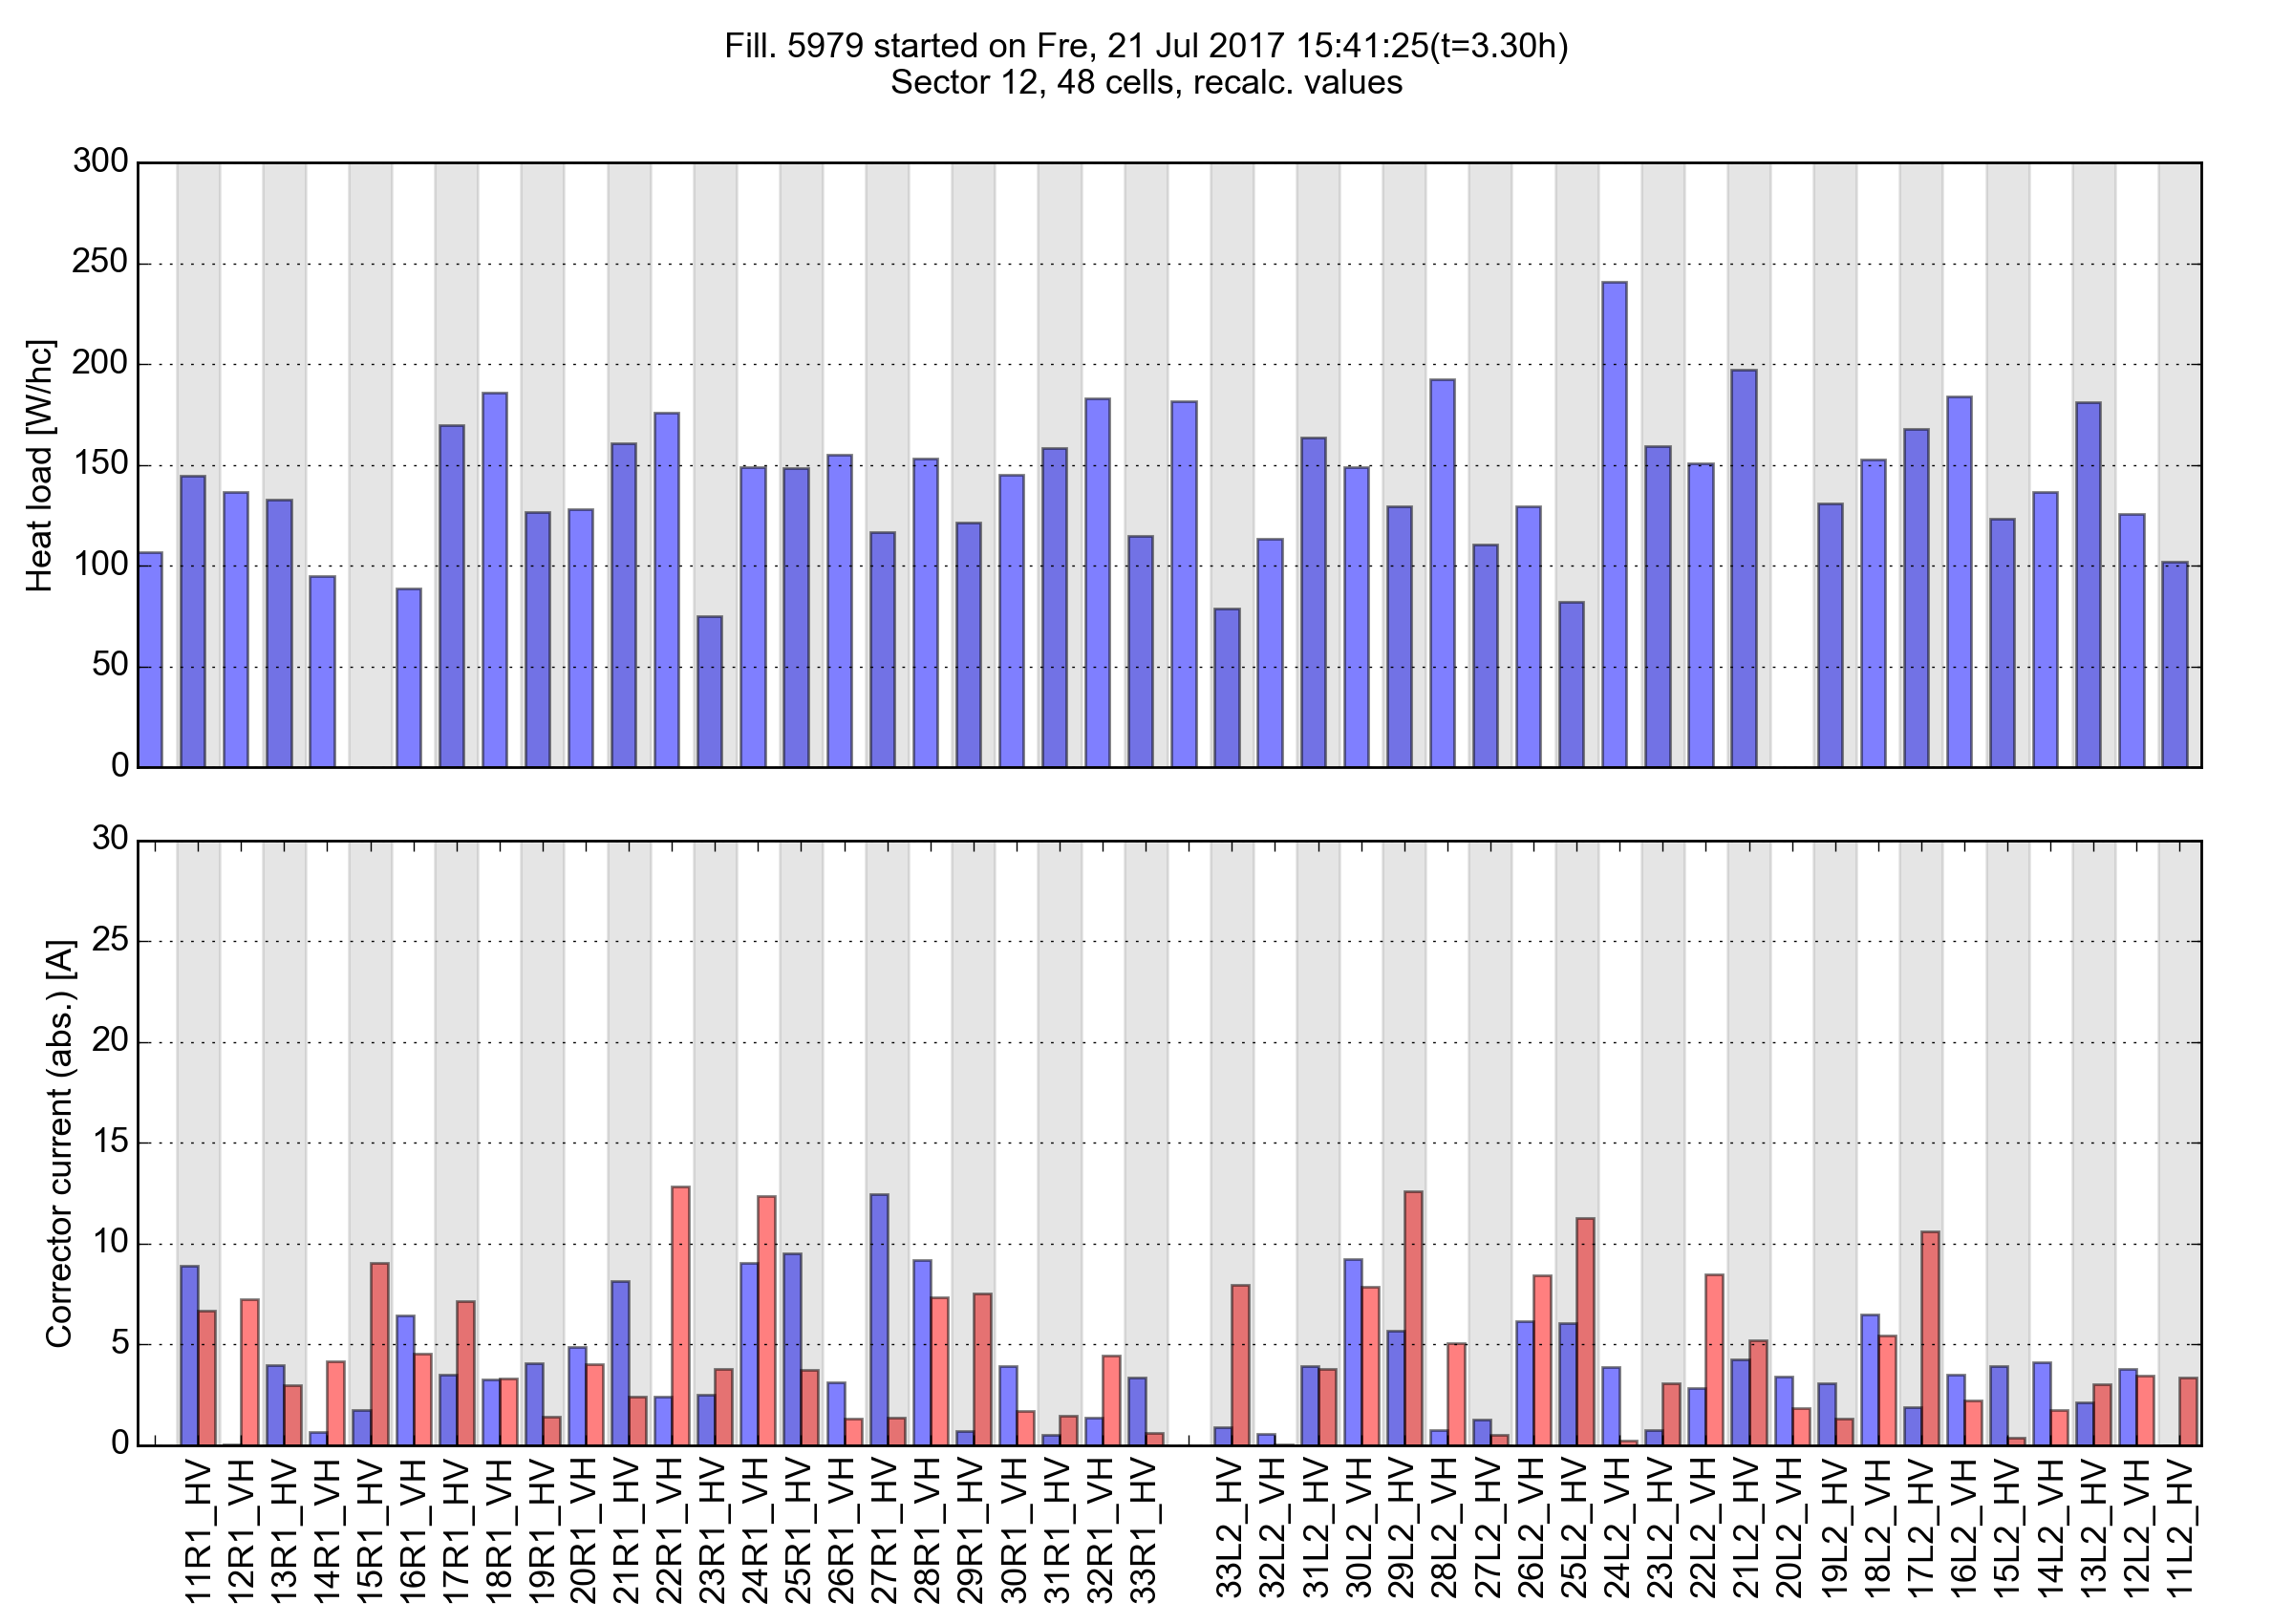 Fill. 5979 started on Fre, 21 Jul 2017 15:41:25(t=3.30h)
Sector 12, 48 cells, recalc. values
300
250
200
150
100
50
0
Heat load [W/hc]
30
25
20
15
10
5
0
Corrector current (abs.) [A]
11R1_HV
12R1_VH
13R1_HV
14R1_VH
15R1_HV
16R1_VH
17R1_HV
18R1_VH
19R1_HV
20R1_VH
21R1_HV
22R1_VH
23R1_HV
24R1_VH
25R1_HV
26R1_VH
27R1_HV
28R1_VH
29R1_HV
30R1_VH
31R1_HV
32R1_VH
33R1_HV
33L2_HV
32L2_VH
31L2_HV
30L2_VH
29L2_HV
28L2_VH
27L2_HV
26L2_VH
25L2_HV
24L2_VH
23L2_HV
22L2_VH
21L2_HV
20L2_VH
19L2_HV
18L2_VH
17L2_HV
16L2_VH
15L2_HV
14L2_VH
13L2_HV
12L2_VH
11L2_HV